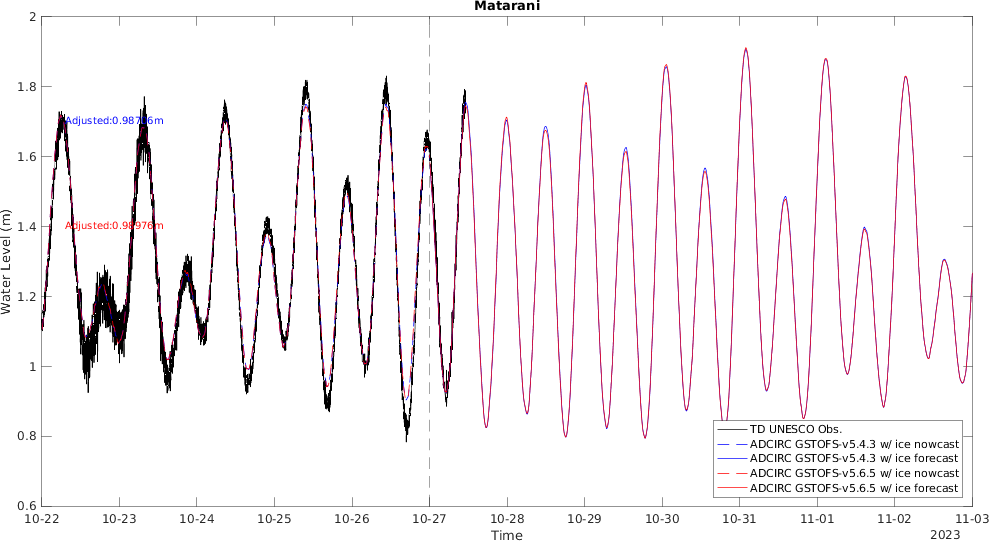 Matarani
Water Level (m)
2
1.8
1.6
1.4
1.2
1
0.8
0.6
Adjusted:0.98976m
TD UNESCO Obs.
ADCIRC GSTOFS-v5.4.3 w/ ice nowcast
ADCIRC GSTOFS-v5.4.3 w/ ice forecast
ADCIRC GSTOFS-v5.6.5 w/ ice nowcast
ADCIRC GSTOFS-v5.6.5 w/ ice forecast
10-22 10-23 10-24 10-25 10-26 10-27 10-28 10-29 10-30 10-31 11-01 11-02 11-03
Time
2023